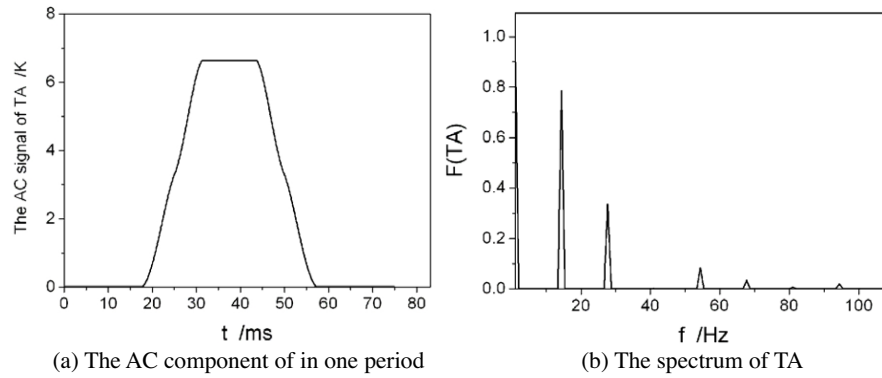 The AC signal of TA /K
8
6
4
2
0
0 10 20 30 40 50 60 70 80
t /ms
(a) The AC component of in one period
F(TA)
1.0
0.8
0.6
0.4
0.2
0.0
20 40 60 80 100
f /Hz
(b) The spectrum of TA